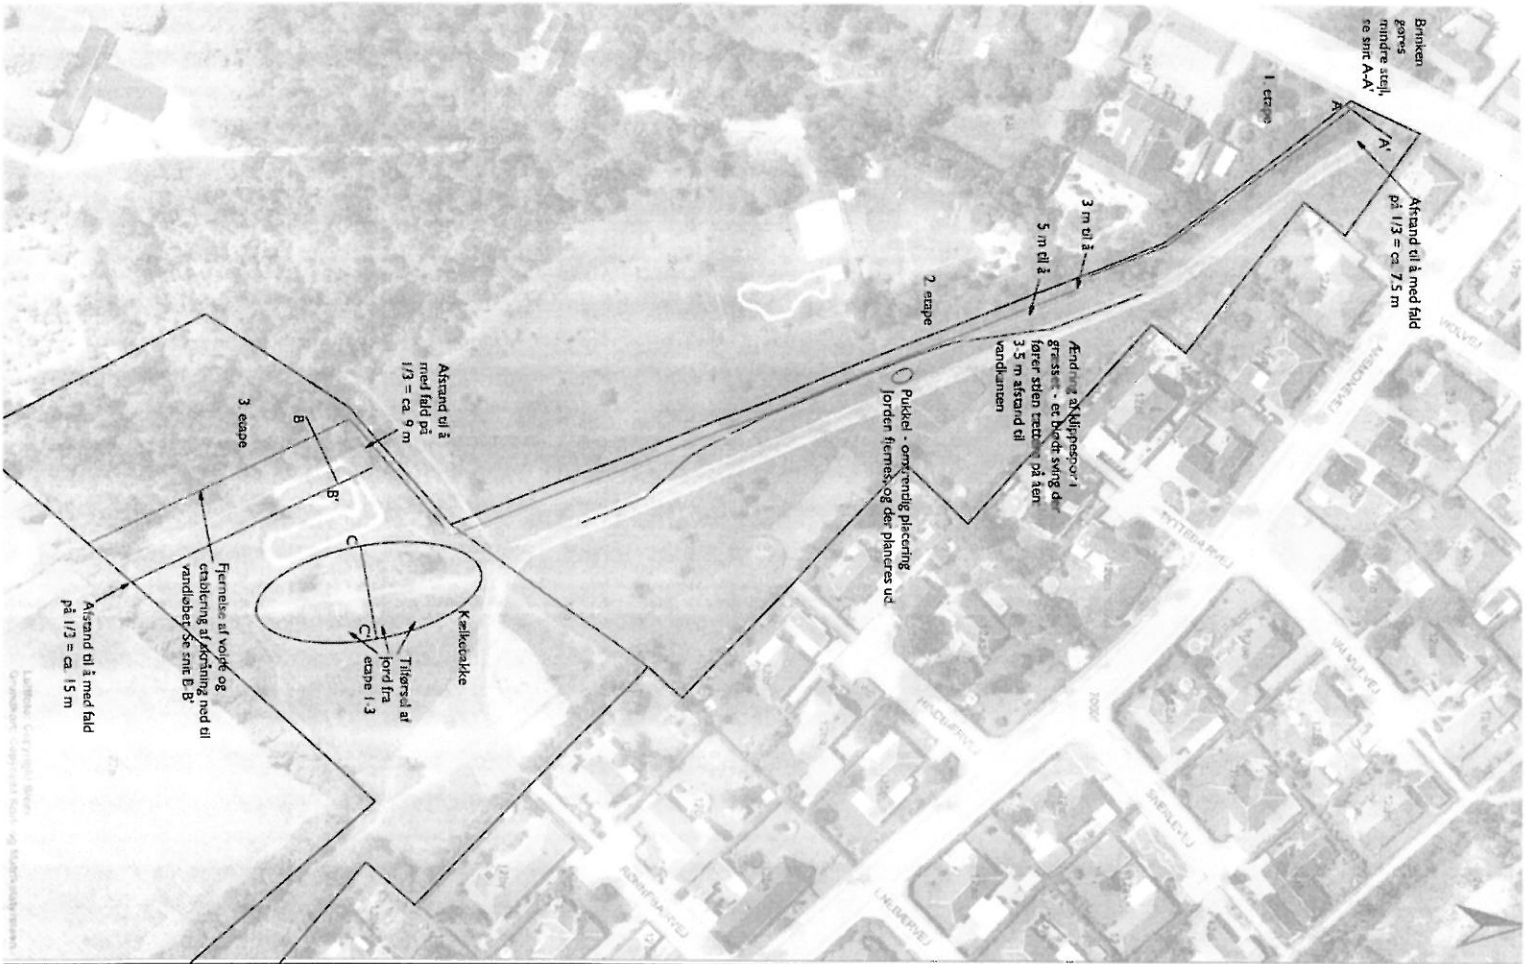 Brinken
gøres
mindre stejl,
se snit A-A'
1. etape
A
A'
Afstand til å med fald
på 1/3 = ca. 7.5 m
3 m til å
5 m til å
2. etape
Ændring af klippespor i
græsset - et blødt sving der
fører stien tættere på åen
3-5 m afstand til
vandkanten
Pukkel - omtrentlig placering
Jorden fjernes, og der planeres ud
Afstand til å
med fald på
1/3 = ca. 9 m
3. etape
B
B'
C
C'
Kælkebakke
Tilførsel af
jord fra
etape 1-3
Fjernelse af volde og
etablering af skråning ned til
vandløbet. Se snit B-B'
Afstand til å med fald
på 1/3 = ca. 15 m
TYTTEBÆRVEJ
HINDBÆRVEJ
RØNNEBÆRVEJ
ENEBÆRVEJ